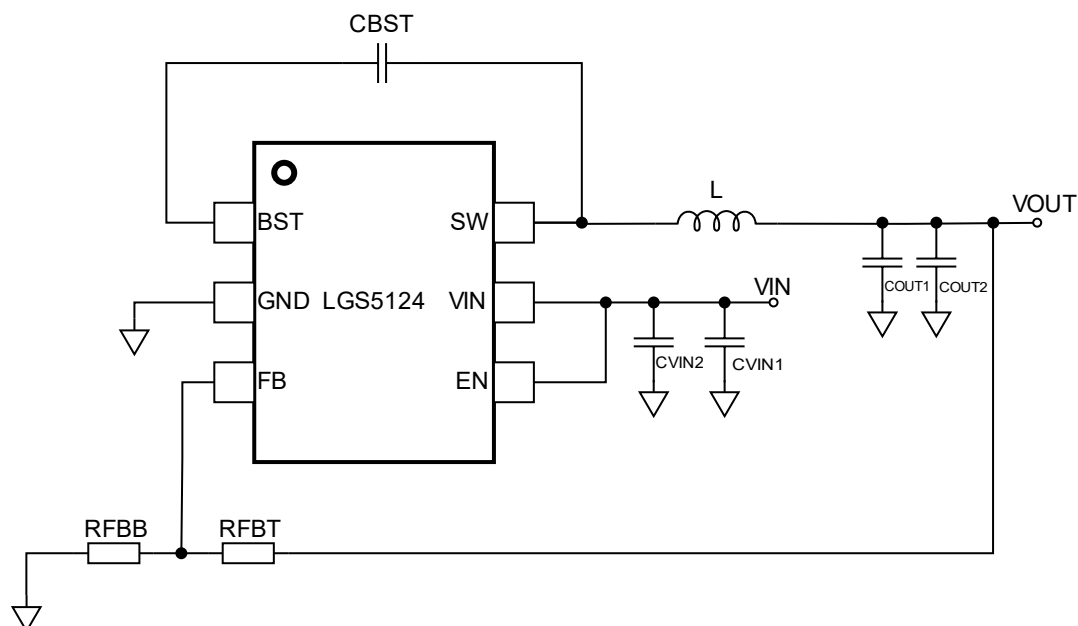 CBST
BST
SW
L
VOUT
GND
LGS5124
VIN
VIN
COUT1
COUT2
FB
EN
CVIN2
CVIN1
RFBB
RFBT